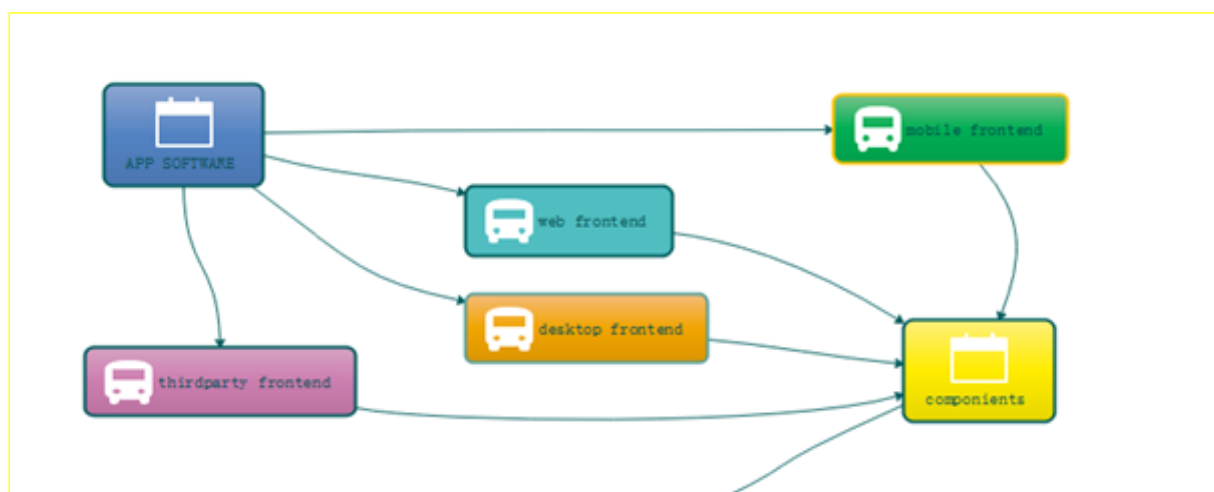 mobile frontend
APP SOFTWARE
web frontend
desktop frontend
thirdparty frontend
componients